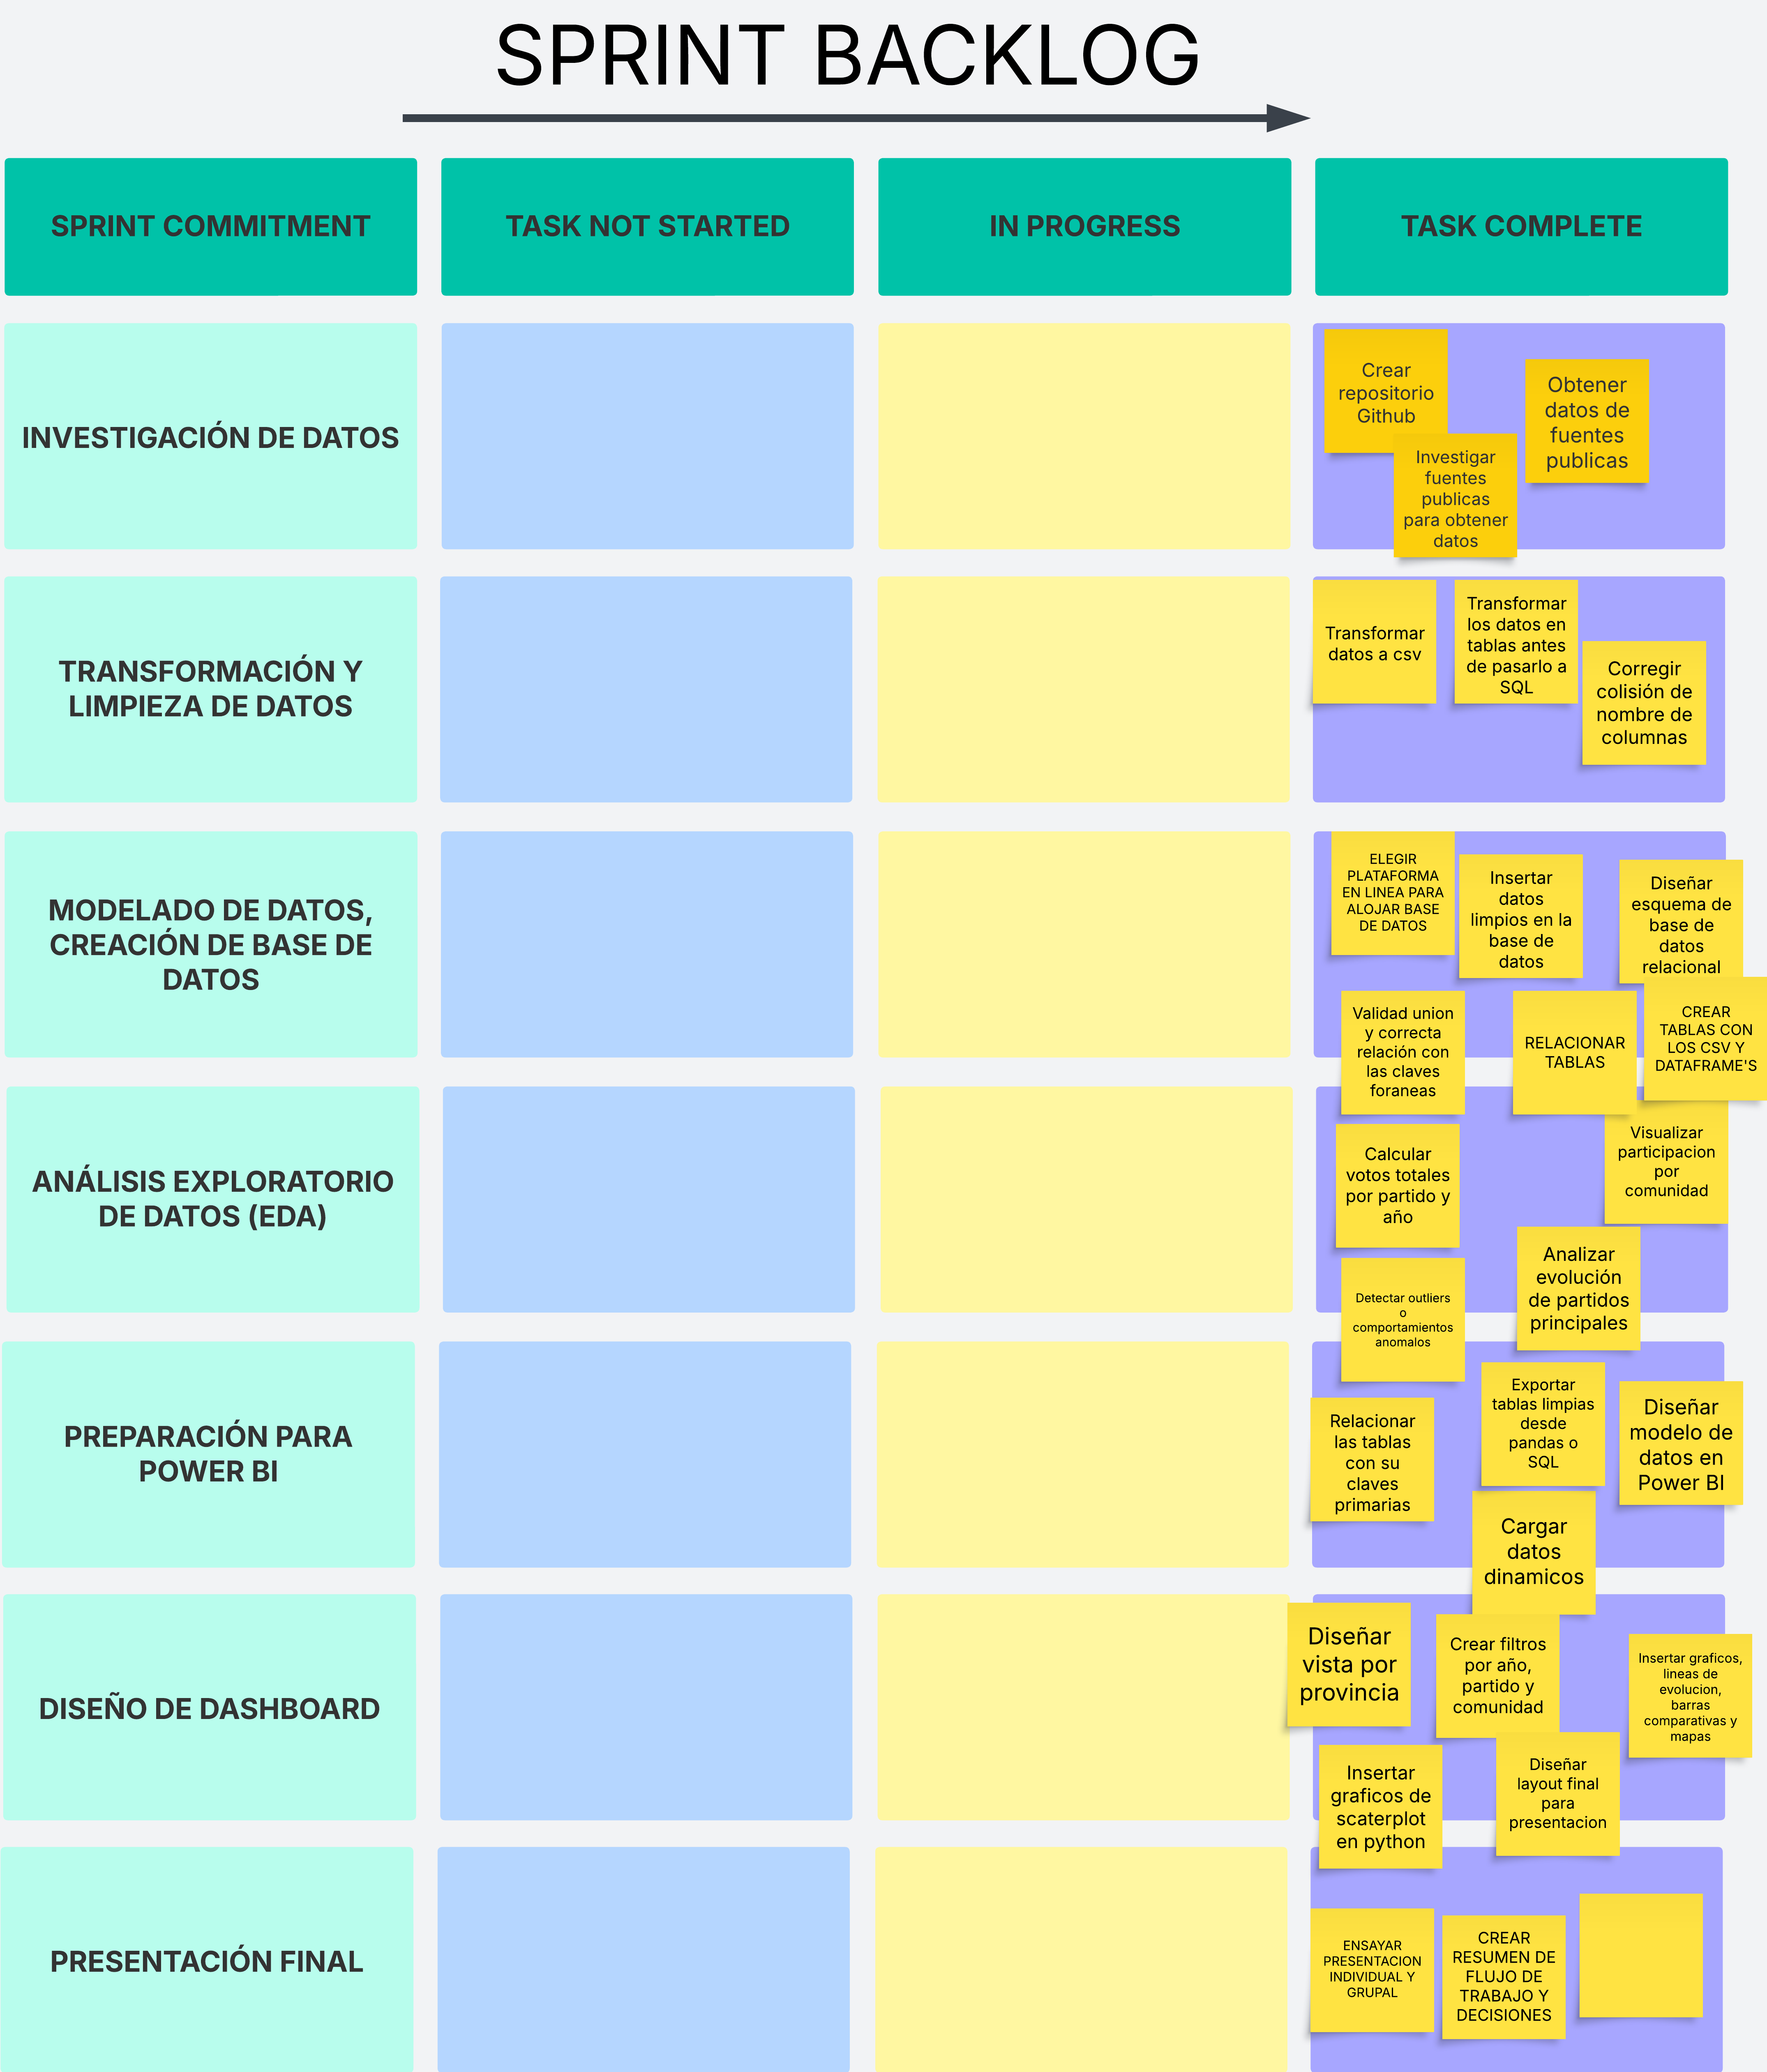 SPRINT BACKLOG
SPRINT COMMITMENT
TASK NOT STARTED
IN PROGRESS
TASK COMPLETE
INVESTIGACIÓN DE DATOS
Crear
repositorio
Github
Obtener
datos de
fuentes
publicas
Investigar
fuentes
publicas
para obtener
datos
TRANSFORMACIÓN Y
LIMPIEZA DE DATOS
Transformar
datos a csv
Transformar
los datos en
tablas antes
de pasarlo a
SQL
Corregir
colisión de
nombre de
columnas
MODELADO DE DATOS,
CREACIÓN DE BASE DE
DATOS
ELEGIR
PLATAFORMA
EN LINEA PARA
ALOJAR BASE
DE DATOS
Insertar
datos
limpios en la
base de
datos
Diseñar
esquema de
base de
datos
relacional
Validad union
y correcta
relación con
las claves
foraneas
RELACIONAR
TABLAS
CREAR
TABLAS CON
LOS CSV Y
DATAFRAME'S
ANÁLISIS EXPLORATORIO
DE DATOS (EDA)
Calcular
votos totales
por partido y
año
Visualizar
participacion
por
comunidad
Detectar outliers
o
comportamientos
anomalos
Analizar
evolución
de partidos
principales
PREPARACIÓN PARA
POWER BI
Relacionar
las tablas
con su
claves
primarias
Exportar
tablas limpias
desde
pandas o
SQL
Diseñar
modelo de
datos en
Power BI
Cargar
datos
dinamicos
DISEÑO DE DASHBOARD
Diseñar
vista por
provincia
Crear filtros
por año,
partido y
comunidad
Insertar graficos,
lineas de
evolucion,
barras
comparativas y
mapas
Insertar
graficos de
scaterplot
en python
Diseñar
layout final
para
presentacion
PRESENTACIÓN FINAL
ENSAYAR
PRESENTACION
INDIVIDUAL Y
GRUPAL
CREAR
RESUMEN DE
FLUJO DE
TRABAJO Y
DECISIONES